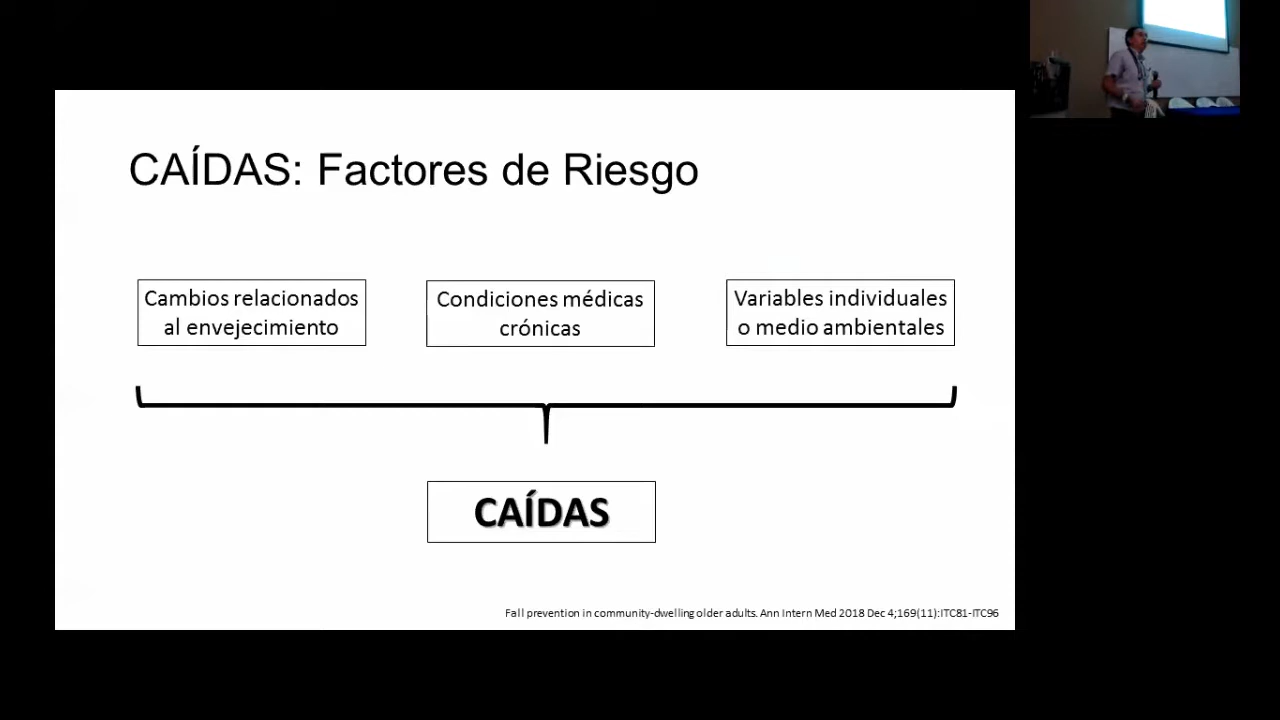 CAÍDAS: Factores de Riesgo
Cambios relacionados
al envejecimiento
Condiciones médicas
crónicas
Variables individuales
o medio ambientales
CAÍDAS
Fall prevention in community-dwelling older adults. Ann Intern Med 2018 Dec 4;169(11):ITC81-ITC96